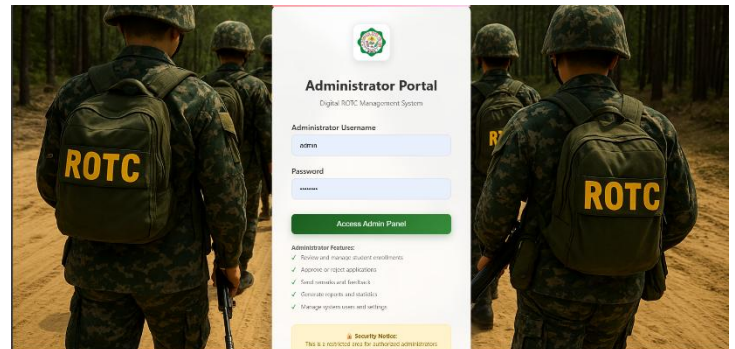 Administrator Portal
Digital ROTC Management System
Administrator Username
admin
Password
Access Admin Panel
Administrator Features:
✓ Review and manage student enrollments
✓ Approve or reject applications
✓ Send remarks and feedback
✓ Generate reports and statistics
✓ Manage system users and settings
Security Notice:
This is a restricted area for authorized administrators
ROTC
ROTC